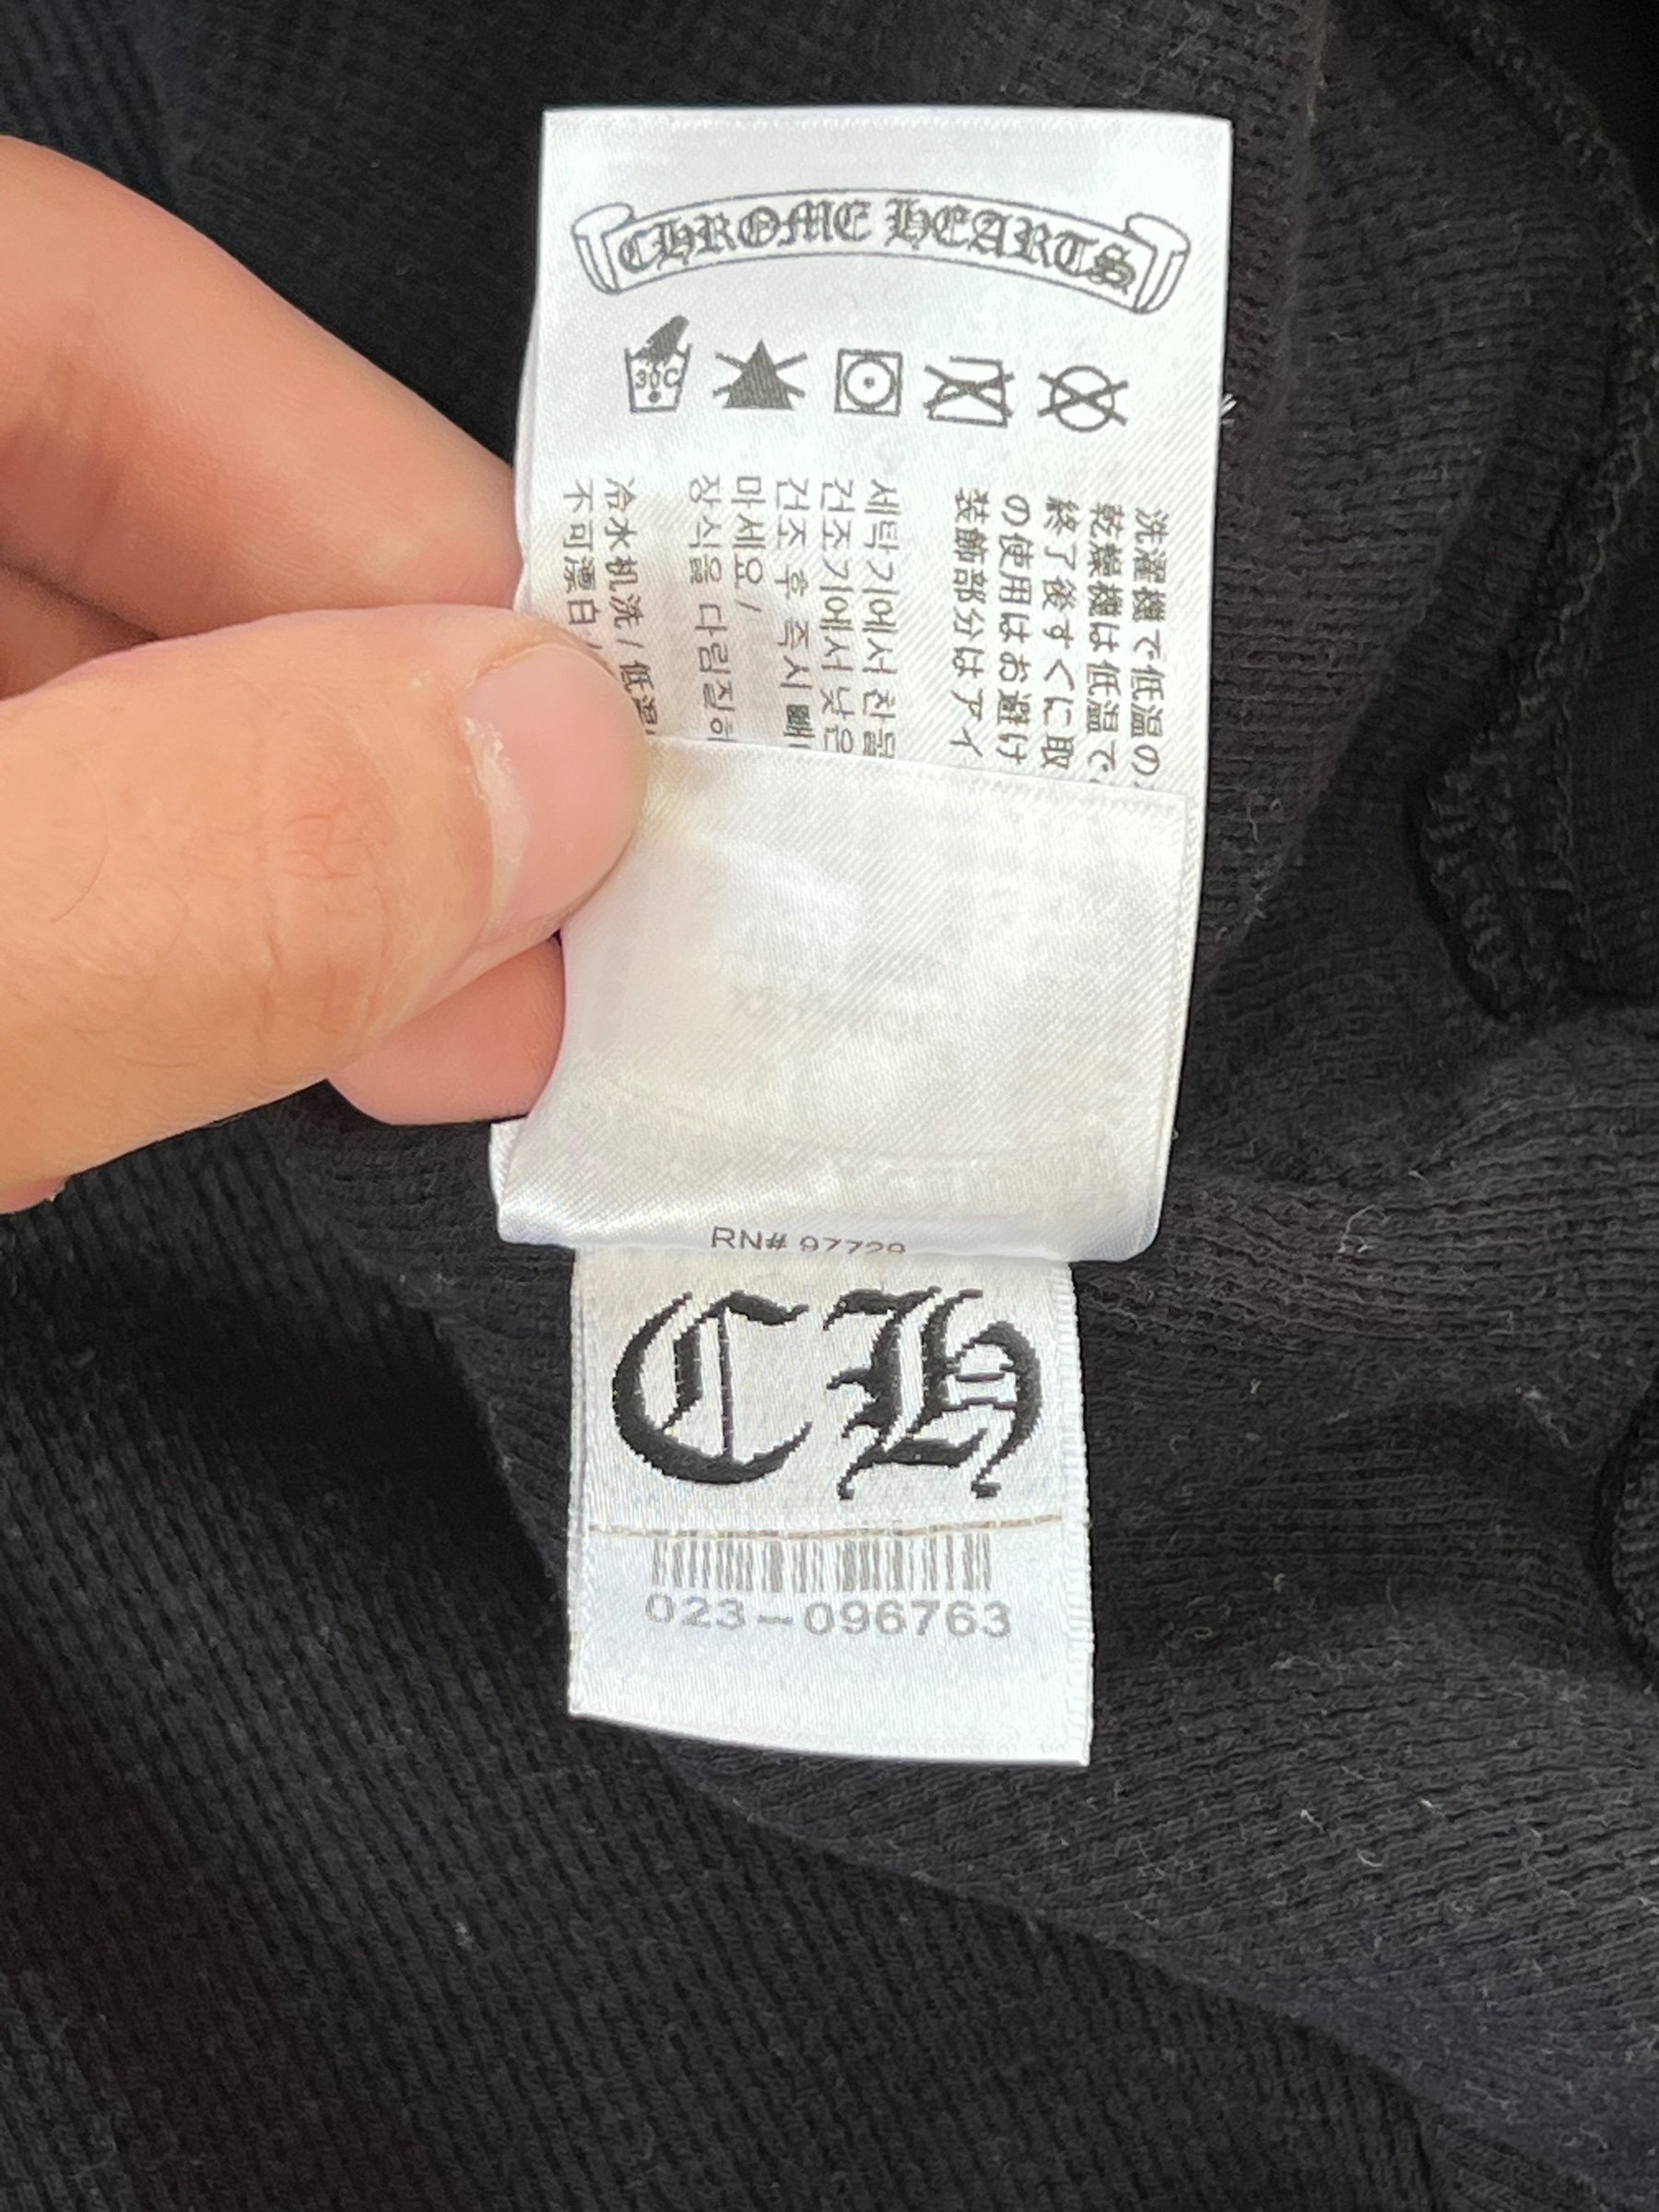 CHROME HEARTS
30C
洗濯機で低温の
乾燥機は低温で、
終了後すぐに取
の使用はお避け
装飾部分はアイ
세탁기에서 찬물
건조기에서 낮은
건조 후 즉시 빼
마세요 /
장식을 다림질하
冷水机洗 / 低温
不可漂白 /
RN# 97729
CH
023-096763